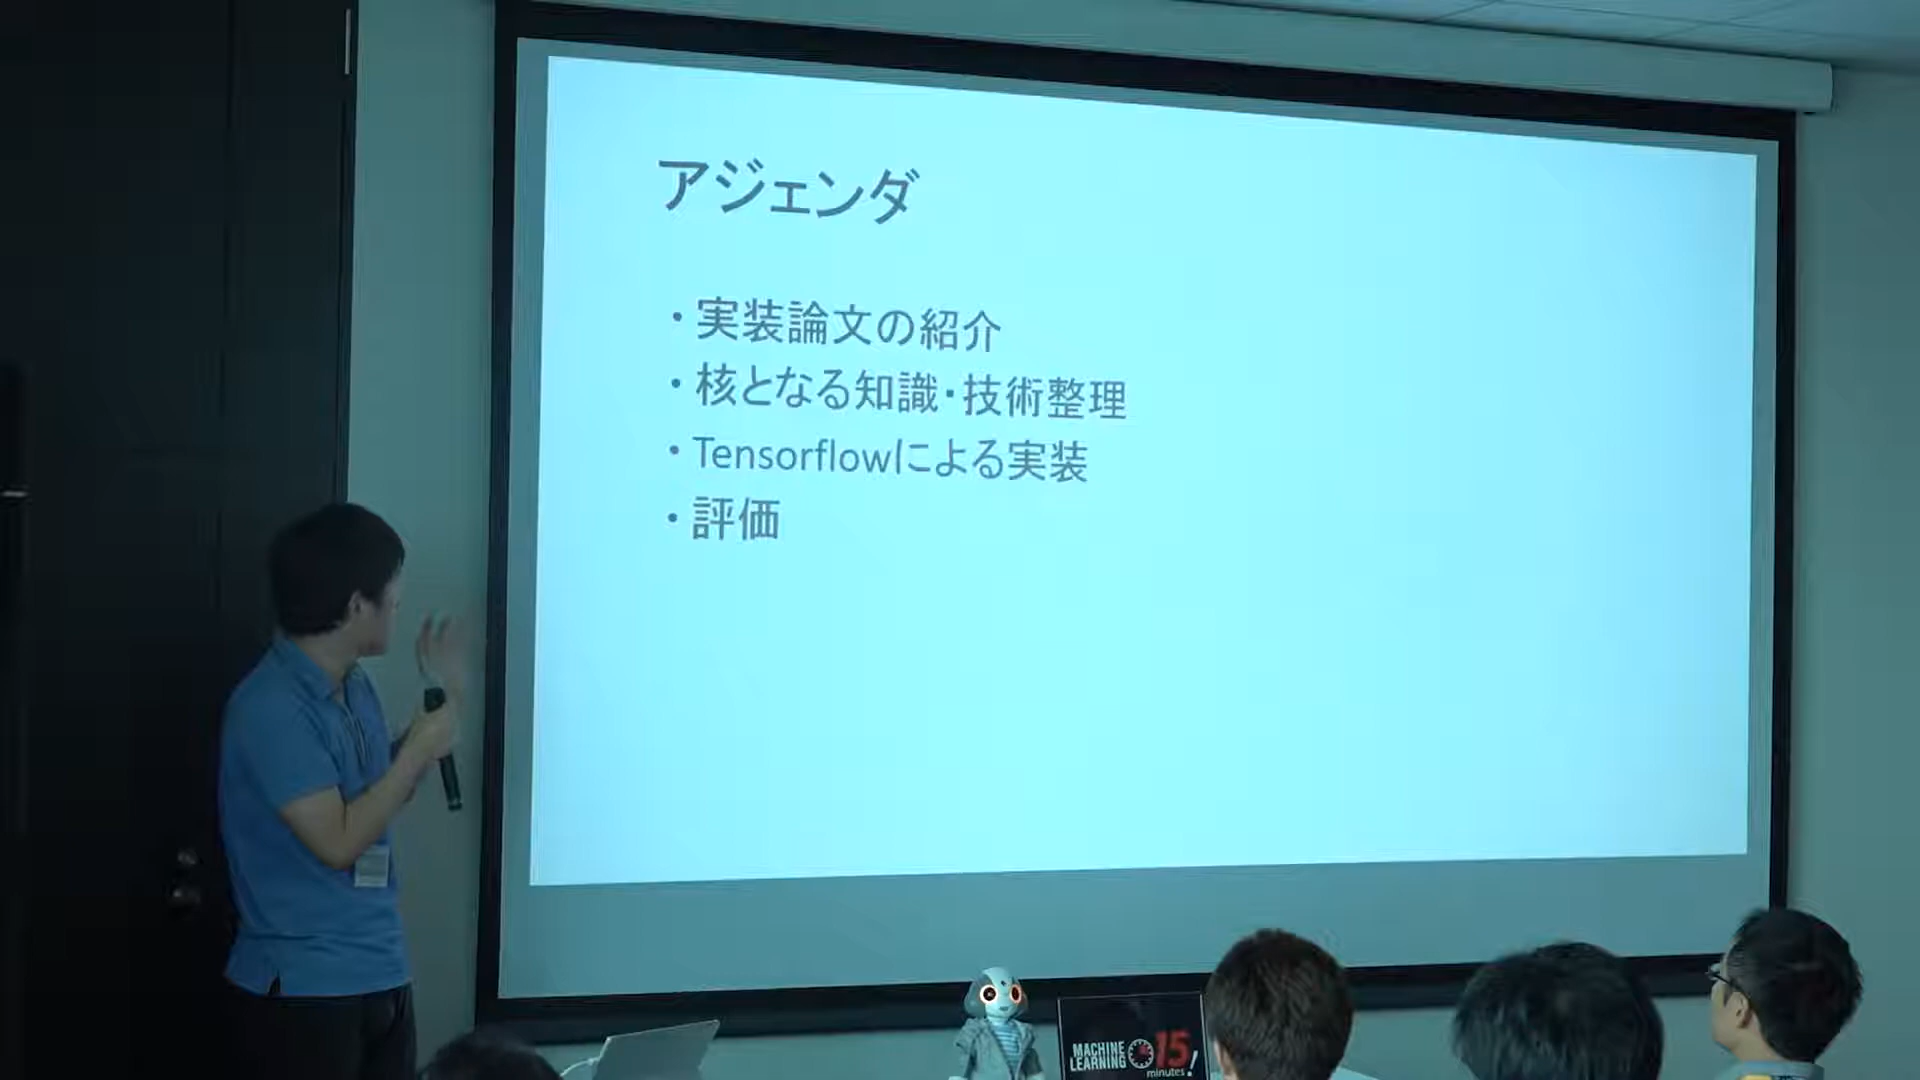 アジェンダ
・実装論文の紹介
・核となる知識・技術整理
・Tensorflowによる実装
・評価
MACHINE
LEARNING
15
minutes!